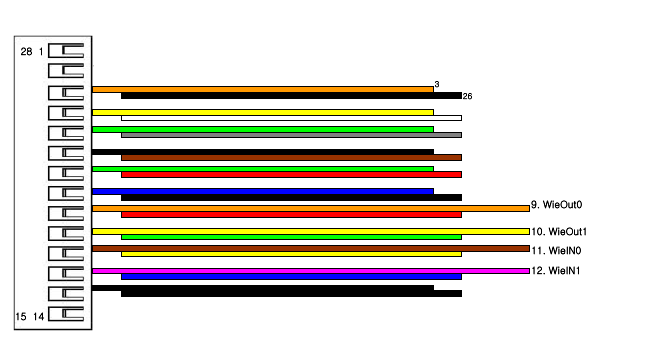 28 1
3
26
9. WieOut0
10. WieOut1
11. WieIN0
12. WieIN1
15 14